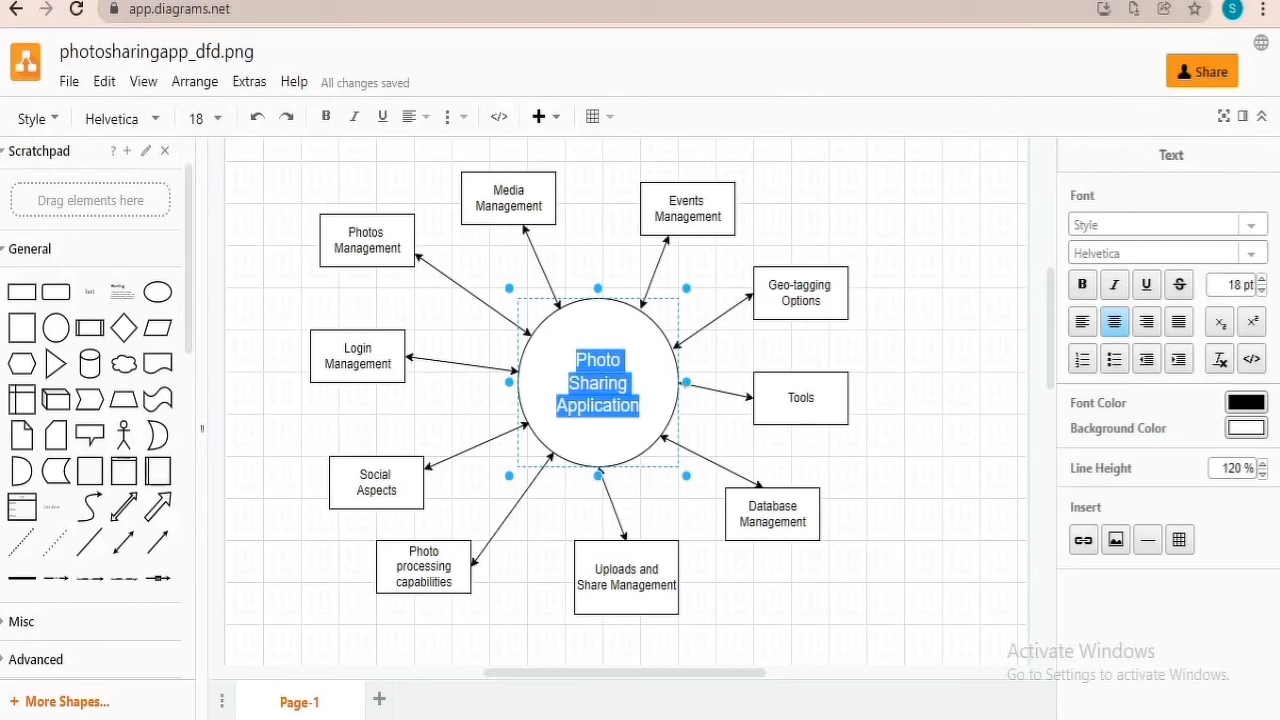 app.diagrams.net
S
photosharingapp_dfd.png
File Edit View Arrange Extras Help All changes saved
Share
Style Helvetica 18 B I U </>
Scratchpad ? + ×
Drag elements here
General
Text
Heading
List Item
Misc
Advanced
+ More Shapes...
Media
Management
Events
Management
Photos
Management
Geo-tagging
Options
Login
Management
Photo
Sharing
Application
Tools
Social
Aspects
Database
Management
Photo
processing
capabilities
Uploads and
Share Management
Page-1
Text
Font
Style
Helvetica
B I U S 18 pt
Font Color
Background Color
Line Height 120 %
Insert
Activate Windows
Go to Settings to activate Windows.